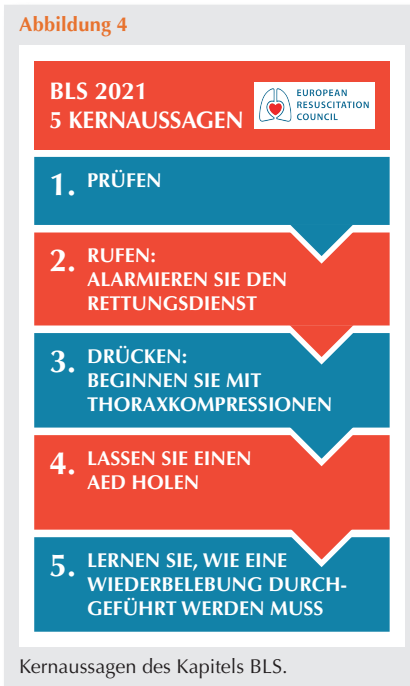 Abbildung 4
BLS 2021
5 KERNAUSSAGEN
EUROPEAN
RESUSCITATION
COUNCIL
1. PRÜFEN
2. RUFEN:
ALARMIEREN SIE DEN
RETTUNGSDIENST
3. DRÜCKEN:
BEGINNEN SIE MIT
THORAXKOMPRESSIONEN
4. LASSEN SIE EINEN
AED HOLEN
5. LERNEN SIE, WIE EINE
WIEDERBELEBUNG DURCH-
GEFÜHRT WERDEN MUSS
Kernaussagen des Kapitels BLS.